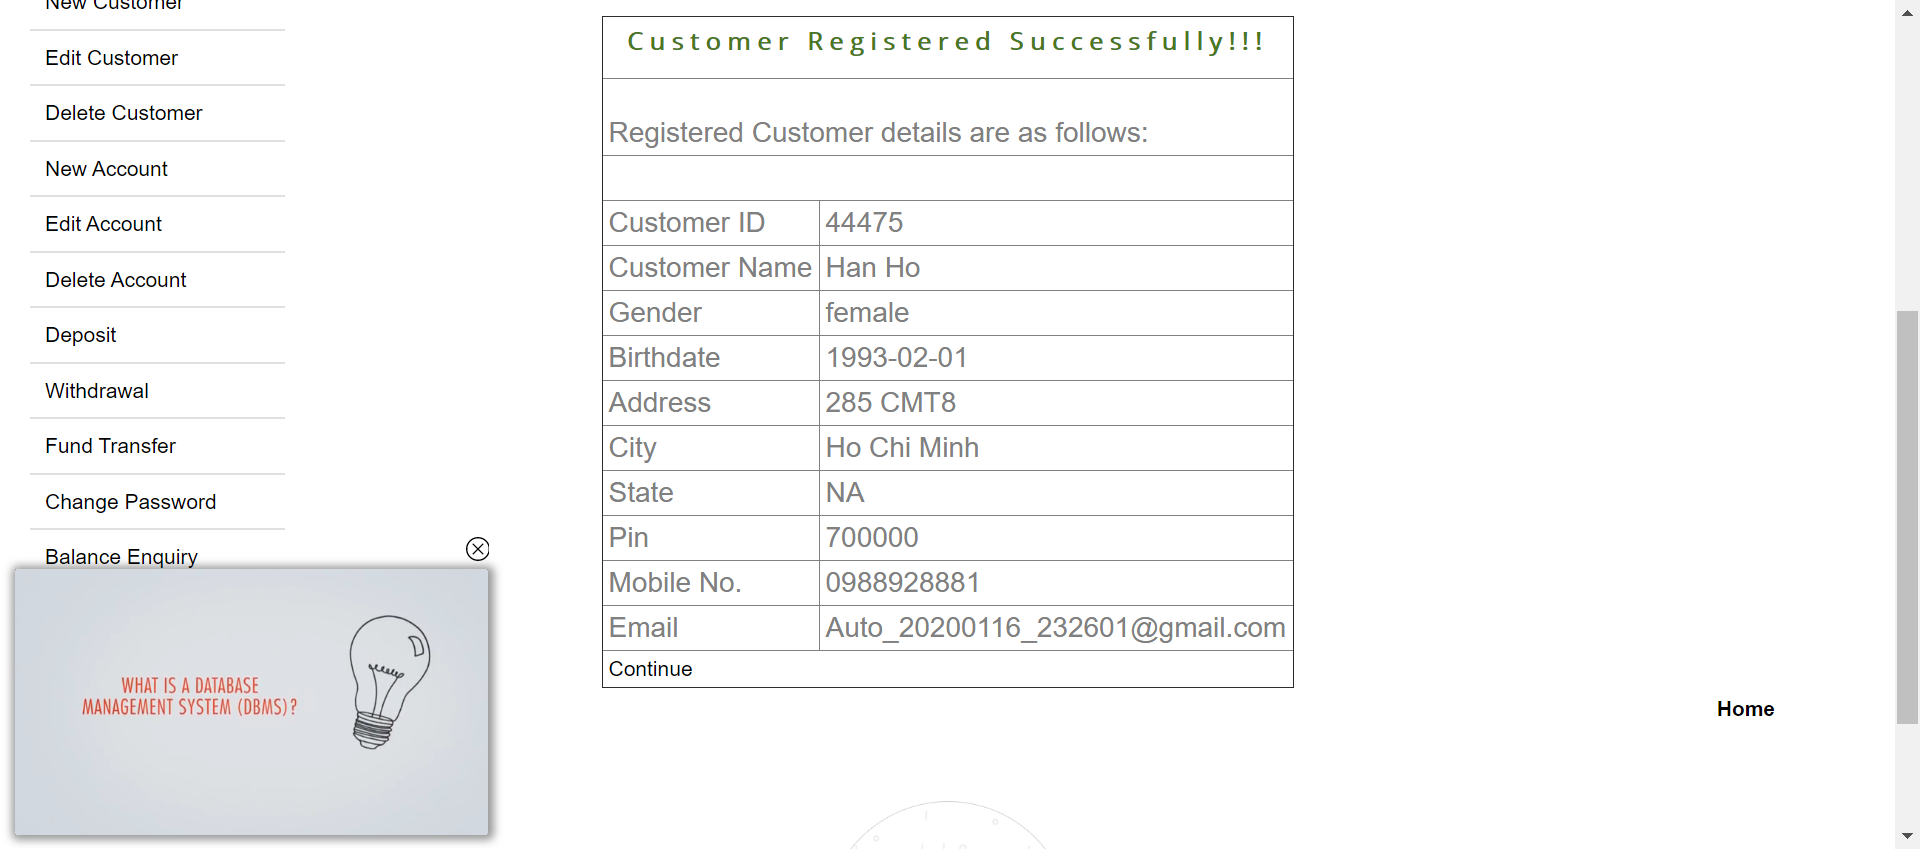 New Customer
Edit Customer
Delete Customer
New Account
Edit Account
Delete Account
Deposit
Withdrawal
Fund Transfer
Change Password
Balance Enquiry
WHAT IS A DATABASE
MANAGEMENT SYSTEM (DBMS)?
Customer Registered Successfully!!!
Registered Customer details are as follows:
Customer ID 44475
Customer Name Han Ho
Gender female
Birthdate 1993-02-01
Address 285 CMT8
City Ho Chi Minh
State NA
Pin 700000
Mobile No. 0988928881
Email Auto_20200116_232601@gmail.com
Continue
Home